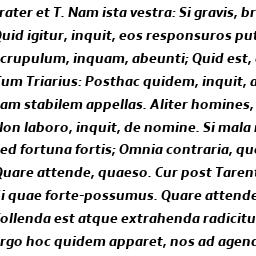 rater et T. Nam ista vestra: Si gravis, br
Quid igitur, inquit, eos responsuros put
crupulum, inquam, abeunti; Quid est,
um Triarius: Posthac quidem, inquit, a
am stabilem appellas. Aliter homines,
Non laboro, inquit, de nomine. Si mala
ed fortuna fortis; Omnia contraria, quo
Quare attende, quaeso. Cur post Tarent
i quae forte-possumus. Quare attende
ollenda est atque extrahenda radicitu
rgo hoc quidem apparet, nos ad agend